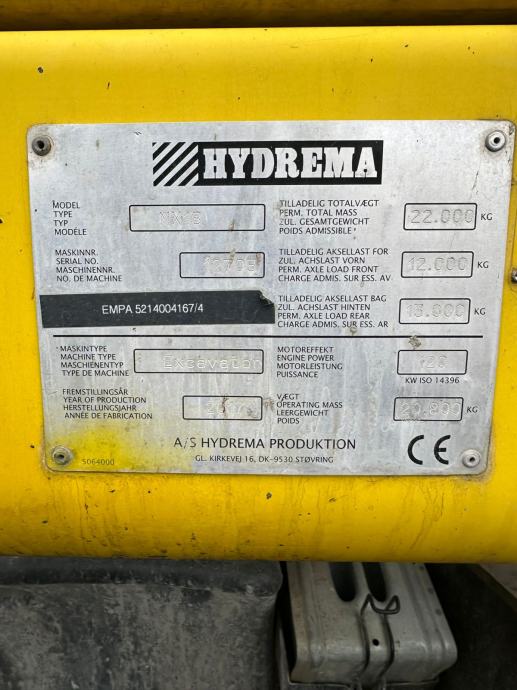 HYDREMA
MODEL
TYPE
TYP
MODÉLE
TILLADELIG TOTALVÆGT
PERM. TOTAL MASS
ZUL. GESAMTGEWICHT
POIDS ADMISSIBLE
22.000 KG
MASKINNR.
SERIAL NO.
MASCHINENNR.
NO. DE MACHINE
TILLADELIG AKSELLAST FOR
ZUL. ACHSLAST VORN
PERM. AXLE LOAD FRONT
CHARGE ADMIS. SUR ESS. AV
12.000 KG
EMPA 5214004167/4
TILLADELIG AKSELLAST BAG
ZUL. ACHSLAST HINTEN
PERM. AXLE LOAD REAR
CHARGE ADMIS. SUR ESS. AR
KG
MASKINTYPE
MACHINE TYPE
MASCHIENENTYP
TYPE DE MACHINE
Excavator
MOTOREFFEKT
ENGINE POWER
MOTORLEISTUNG
PUISSANCE
KW ISO 14396
FREMSTILLINGSÅR
YEAR OF PRODUCTION
HERSTELLUNGSJAHR
ANNÉE DE FABRICATION
VÆGT
OPERATING MASS
LEERGEWICHT
POIDS
20.800 KG
A/S HYDREMA PRODUKTION
GL. KIRKEVEJ 16, DK-9530 STØVRING
CE
5064000